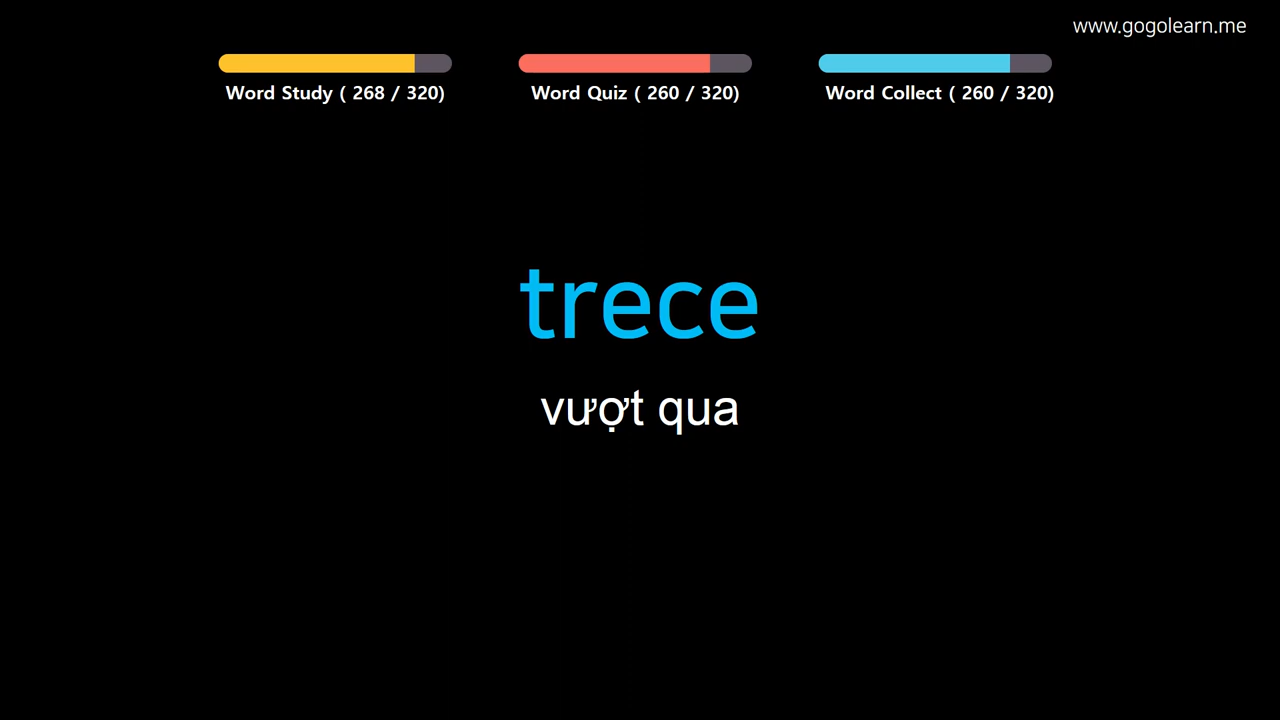 www.gogolearn.me
Word Study ( 268 / 320)
Word Quiz ( 260 / 320)
Word Collect ( 260 / 320)
trece
vượt qua